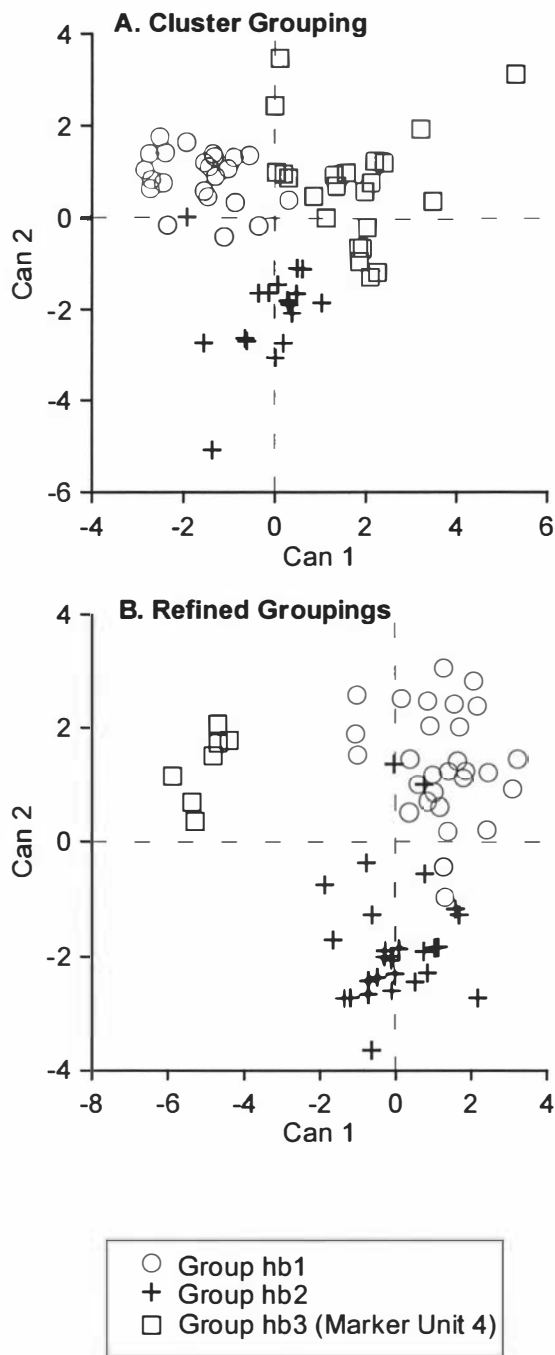 A. Cluster Grouping
4
2
0
-2
-4
-6
Can 2
-4
-2
0
2
4
6
Can 1
B. Refined Groupings
4
2
0
-2
-4
Can 2
-8
-6
-4
-2
0
2
4
Can 1
Group hb1
Group hb2
Group hb3 (Marker Unit 4)